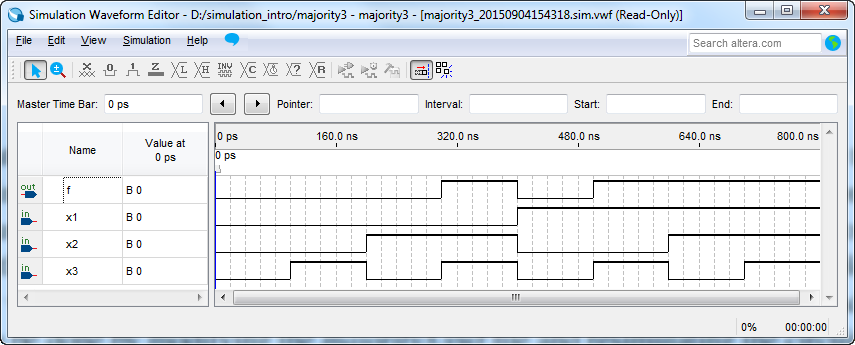 Simulation Waveform Editor - D:/simulation_intro/majority3 - majority3 - [majority3_20150904154318.sim.vwf (Read-Only)]
File Edit View Simulation Help
Search altera.com
Master Time Bar: 0 ps Pointer: Interval: Start: End:
Name Value at 0 ps
0 ps 160.0 ns 320.0 ns 480.0 ns 640.0 ns 800.0 ns
0 ps
out f B 0
in x1 B 0
in x2 B 0
in x3 B 0
0% 00:00:00